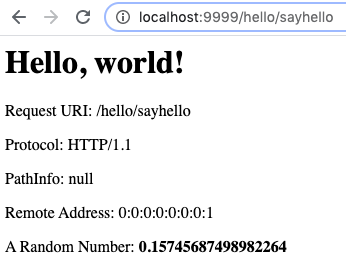 localhost:9999/hello/sayhello
Hello, world!
Request URI: /hello/sayhello
Protocol: HTTP/1.1
PathInfo: null
Remote Address: 0:0:0:0:0:0:0:1
A Random Number: 0.15745687498982264